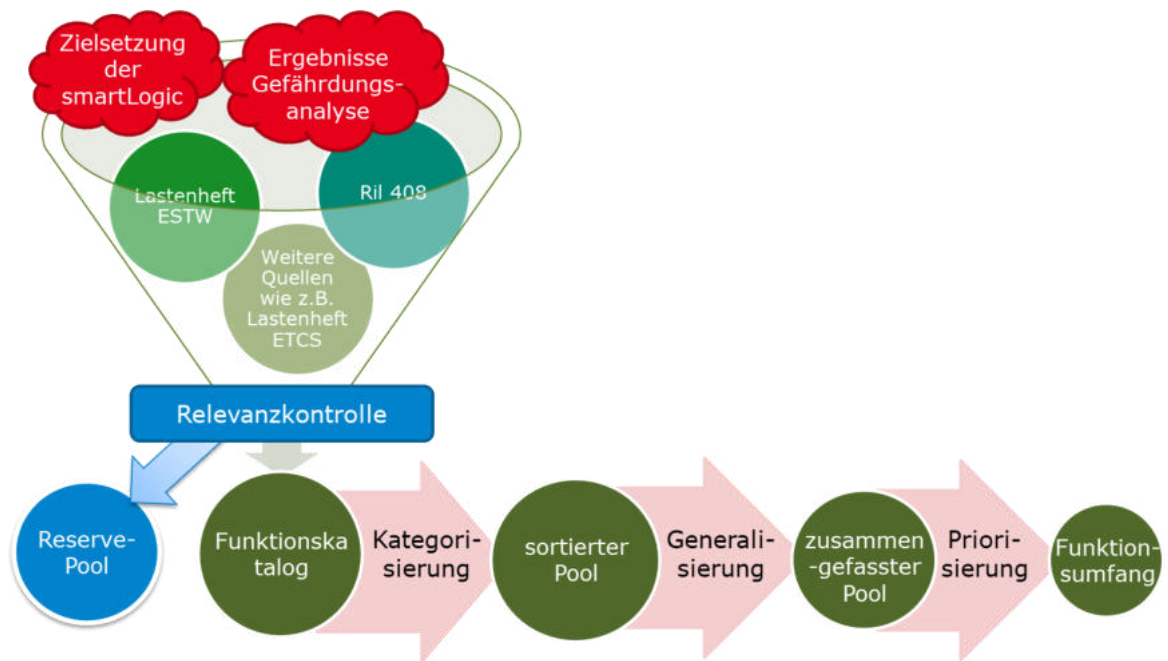 Zielsetzung
der
smartLogic
Ergebnisse
Gefährdungs-
analyse
Lastenheft
ESTW
Ril 408
Weitere
Quellen
wie z.B.
Lastenheft
ETCS
Relevanzkontrolle
Reserve-
Pool
Funktionska
talog
Kategori-
sierung
sortierter
Pool
Generali-
sierung
zusammen
-gefasster
Pool
Priori-
sierung
Funktion-
sumfang